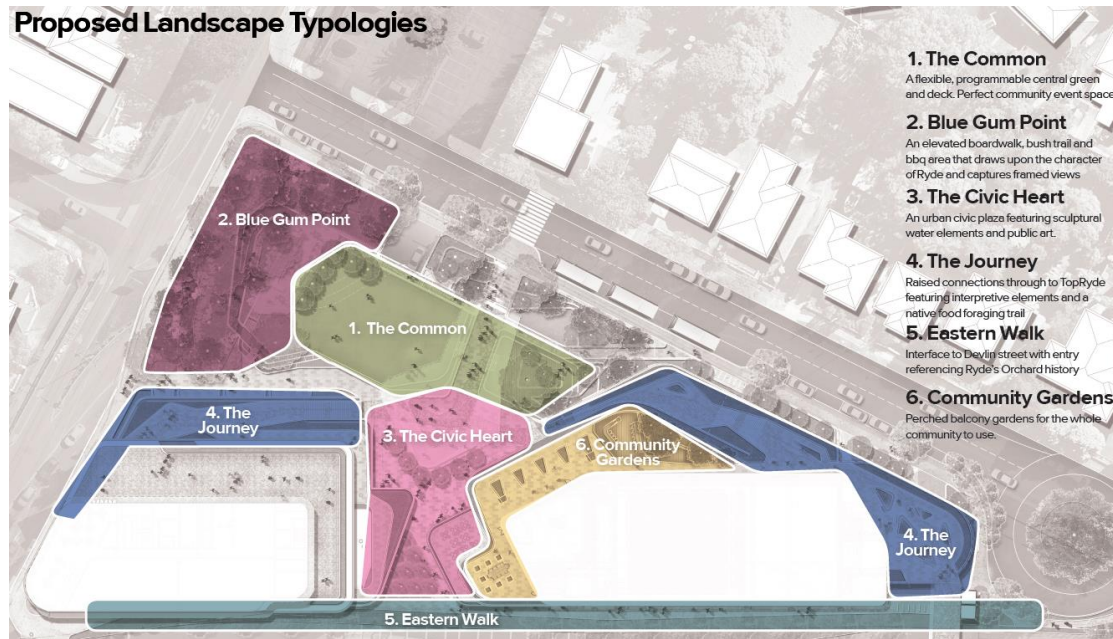 Proposed Landscape Typologies
1. The Common
A flexible, programmable central green
and deck. Perfect community event space
2. Blue Gum Point
An elevated boardwalk, bush trail and
bbq area that draws upon the character
of Ryde and captures framed views
3. The Civic Heart
An urban civic plaza featuring sculptural
water elements and public art.
4. The Journey
Raised connections through to TopRyde
featuring interpretive elements and a
native food foraging trail
5. Eastern Walk
Interface to Devlin street with entry
referencing Ryde's Orchard history
6. Community Gardens
Perched balcony gardens for the whole
community to use.
2. Blue Gum Point
1. The Common
4. The
Journey
3. The Civic Heart
6. Community
Gardens
4. The
Journey
5. Eastern Walk